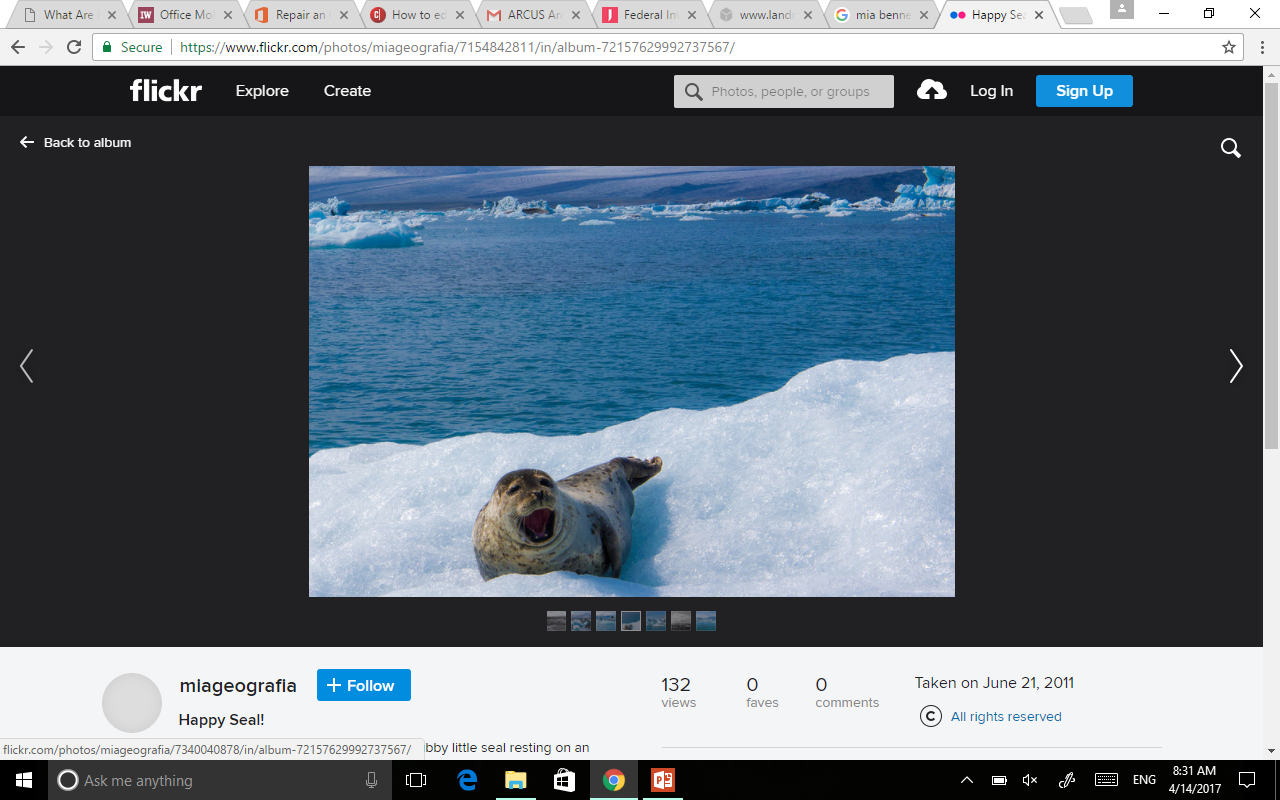 What Are
IW Office Mo
Repair an
How to ed
ARCUS An
Federal In
www.land
mia benne
Happy Sea
Secure https://www.flickr.com/photos/miageografia/7154842811/in/album-72157629992737567/
flickr Explore Create Photos, people, or groups Log In Sign Up
Back to album
miageografia + Follow
Happy Seal!
132 views
0 faves
0 comments
Taken on June 21, 2011
All rights reserved
flickr.com/photos/miageografia/7340040878/in/album-72157629992737567/ bby little seal resting on an
Ask me anything
ENG
8:31 AM
4/14/2017